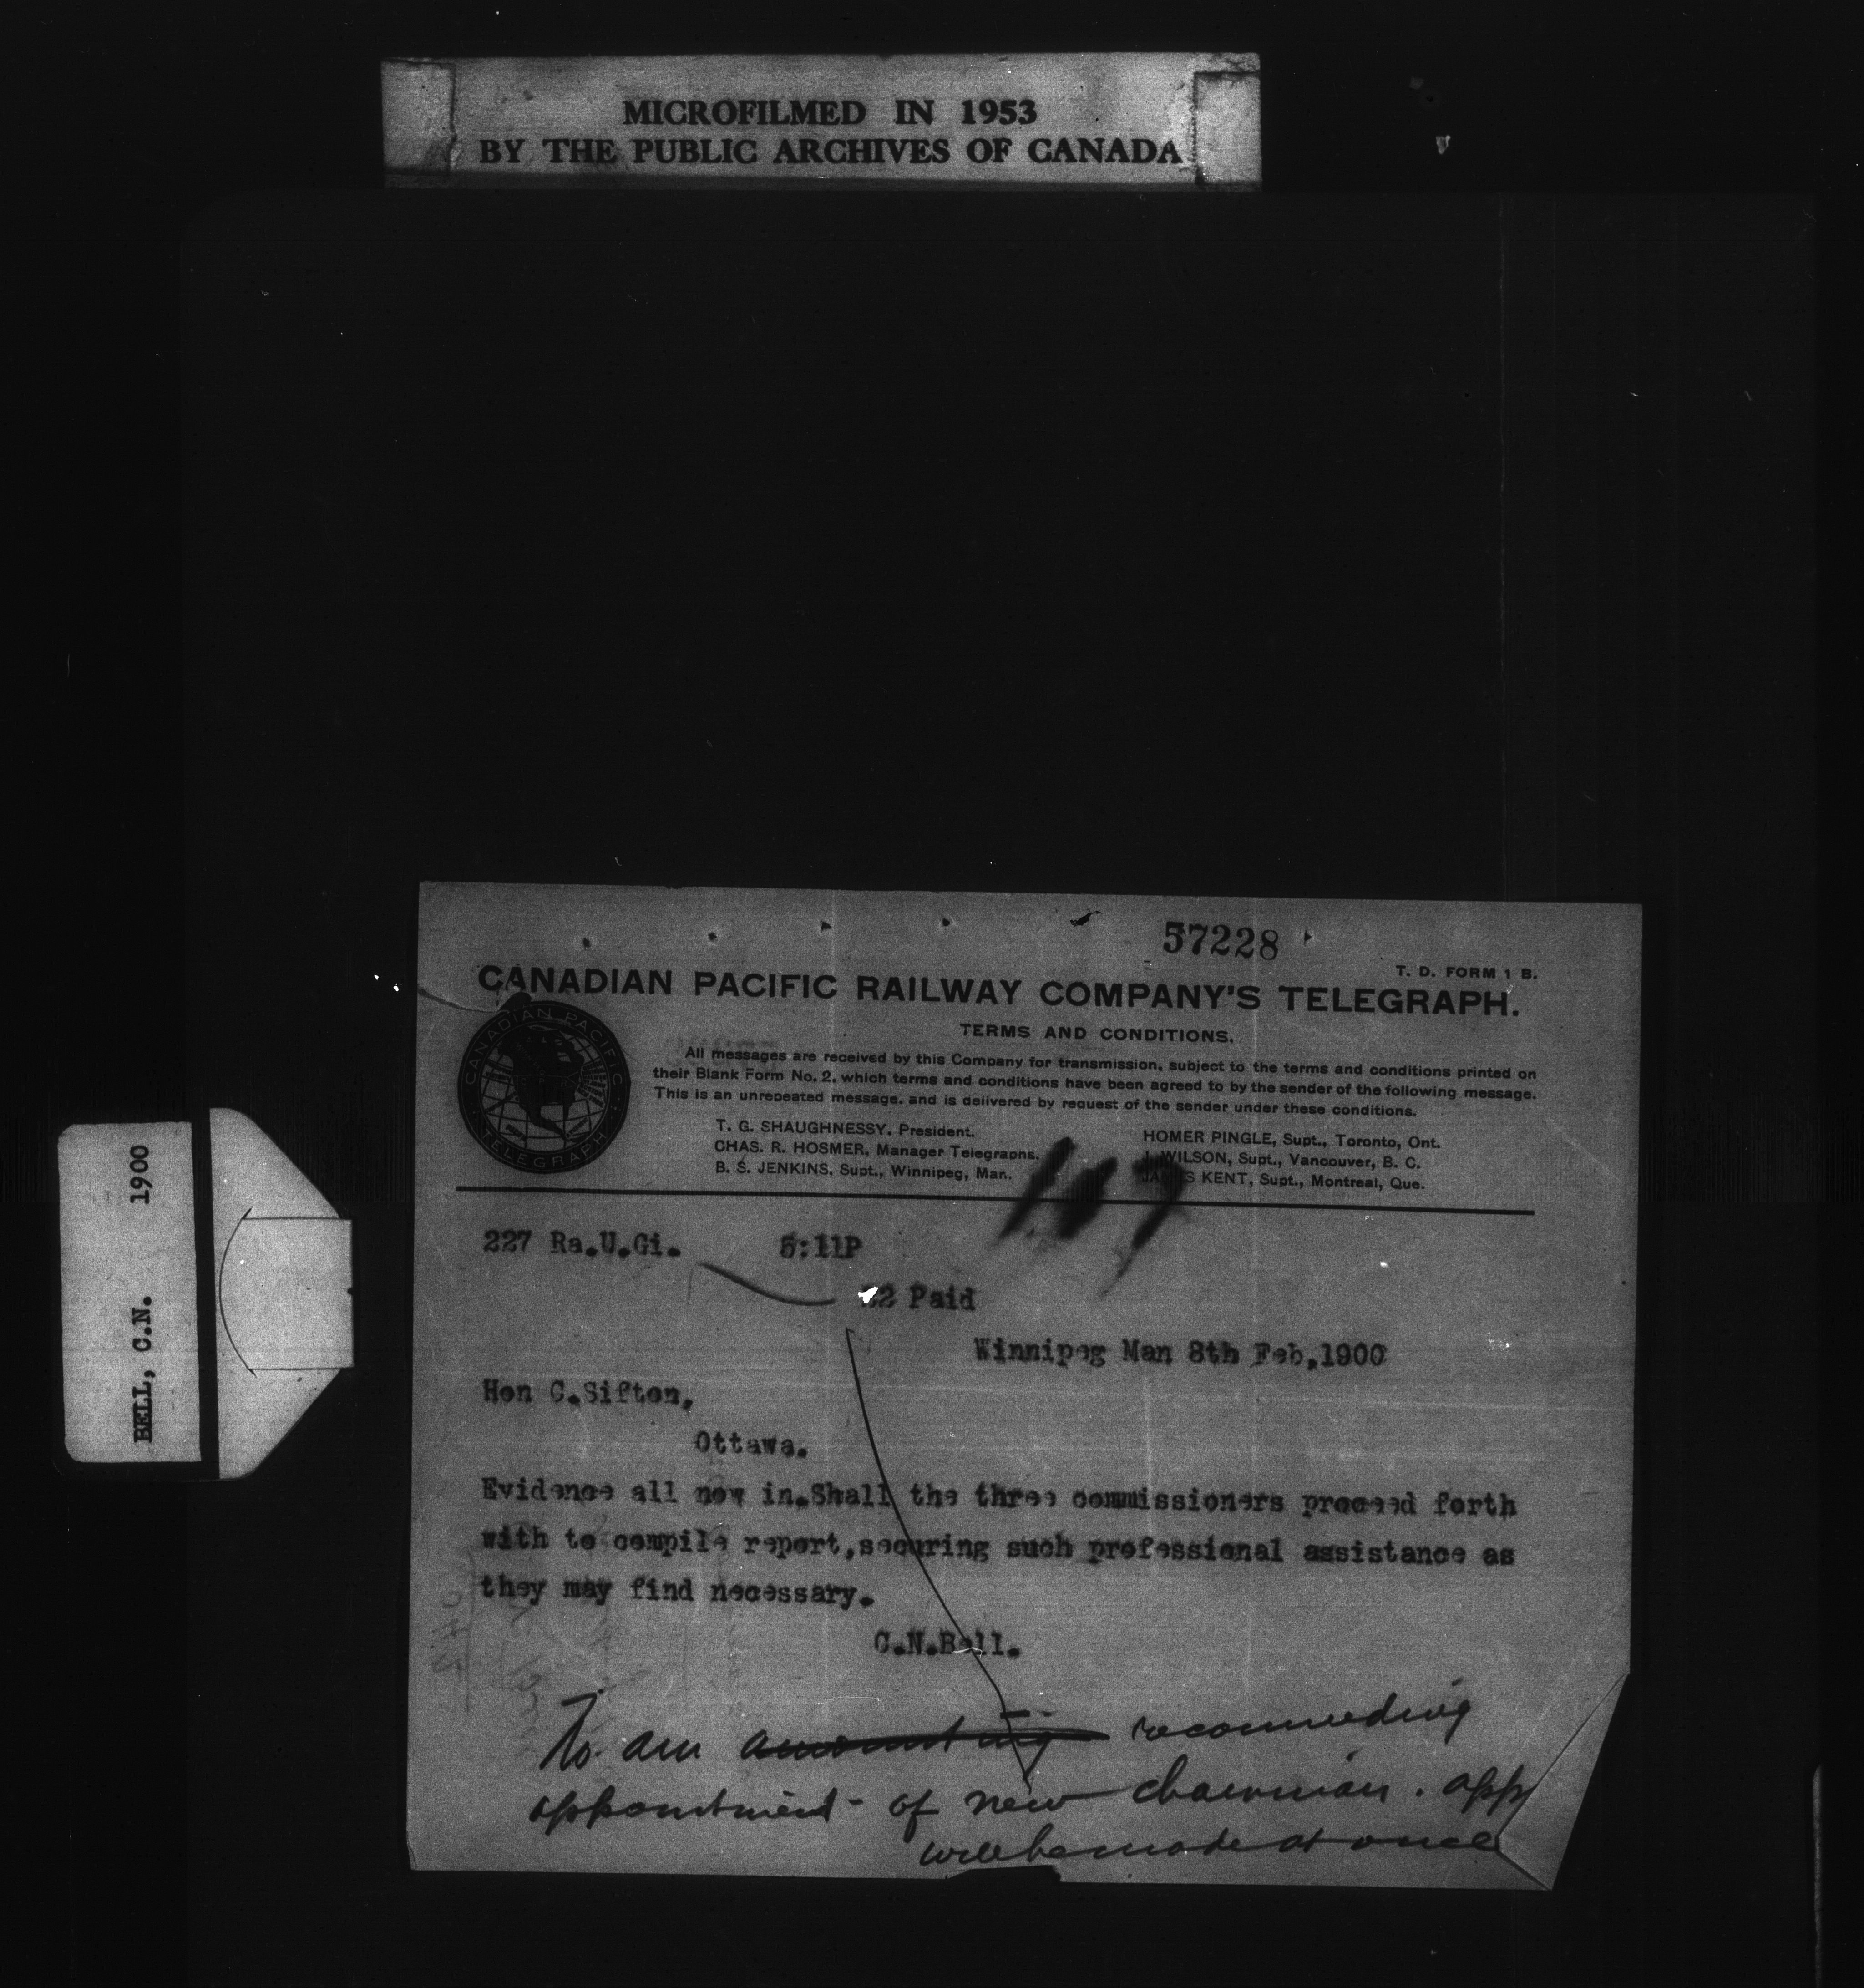 MICROFILMED IN 1953
BY THE PUBLIC ARCHIVES OF CANADA
BELL, C.N. 1900
57228
T. D. FORM 1 B.
CANADIAN PACIFIC RAILWAY COMPANY'S TELEGRAPH.
CANADIAN PACIFIC
TELEGRAPH
TERMS AND CONDITIONS.
All messages are received by this Company for transmission, subject to the terms and conditions printed on
their Blank Form No. 2, which terms and conditions have been agreed to by the sender of the following message.
This is an unrepeated message, and is delivered by request of the sender under these conditions.
T. G. SHAUGHNESSY, President.
CHAS. R. HOSMER, Manager Telegraphs.
B. S. JENKINS, Supt., Winnipeg, Man.
HOMER PINGLE, Supt., Toronto, Ont.
J. WILSON, Supt., Vancouver, B. C.
JAMES KENT, Supt., Montreal, Que.
227 Ra.U.Gi. 5:11P
Paid
Winnipeg Man 8th Feb,1900
Hon C.Sifton,
Ottawa.
Evidence all now in.Shall the three commissioners proceed forth
with to compile report,securing such professional assistance as
they may find necessary.
C.N.Bell.
am recommeding
appointment of new chairman. app
will be made at once